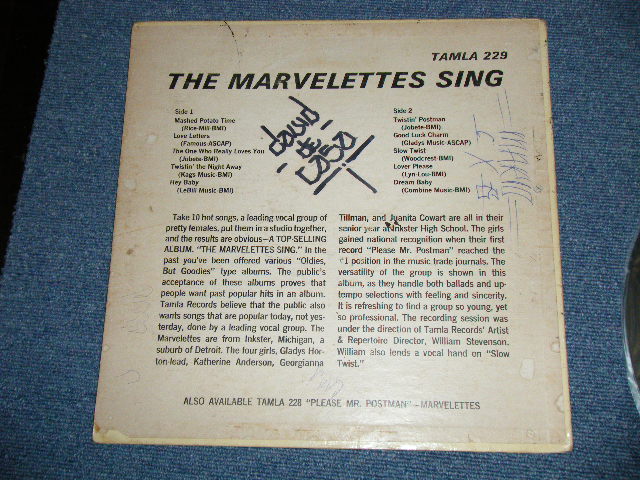 TAMLA 229
THE MARVELETTES SING
Side 1
Mashed Potato Time
(Rice-Mill-BMI)
Love Letters
(Famous-ASCAP)
The One Who Really Loves You
(Jobete-BMI)
Twistin' the Night Away
(Kags Music-BMI)
Hey Baby
(LeBill Music-BMI)
Side 2
Twistin' Postman
(Jobete-BMI)
Good Luck Charm
(Gladys Music-ASCAP)
Slow Twist
(Woodcrest-BMI)
Lover Please
(Lyn-Lou-BMI)
Dream Baby
(Combine Music-BMI)
Take 10 hot songs, a leading vocal group of
pretty females, put them in a studio together,
and the results are obvious—A TOP-SELLING
ALBUM. "THE MARVELETTES SING." In the
past you've been offered various "Oldies,
But Goodies" type albums. The public's
acceptance of these albums proves that
people want past popular hits in an album.
Tamla Records believe that the public also
wants songs that are popular today, not yes-
terday, done by a leading vocal group. The
Marvelettes are from Inkster, Michigan, a
suburb of Detroit. The four girls, Gladys Hor-
ton-lead, Katherine Anderson, Georgianna
Tillman, and Juanita Cowart are all in their
senior year at Inkster High School. The girls
gained national recognition when their first
record "Please Mr. Postman" reached the
#1 position in the music trade journals. The
versatility of the group is shown in this
album, as they handle both ballads and up-
tempo selections with feeling and sincerity.
It is refreshing to find a group so young, yet
so professional. The recording session was
under the direction of Tamla Records' Artist
& Repertoire Director, William Stevenson.
William also lends a vocal hand on "Slow
Twist."
ALSO AVAILABLE TAMLA 228 "PLEASE MR. POSTMAN"—MARVELETTES